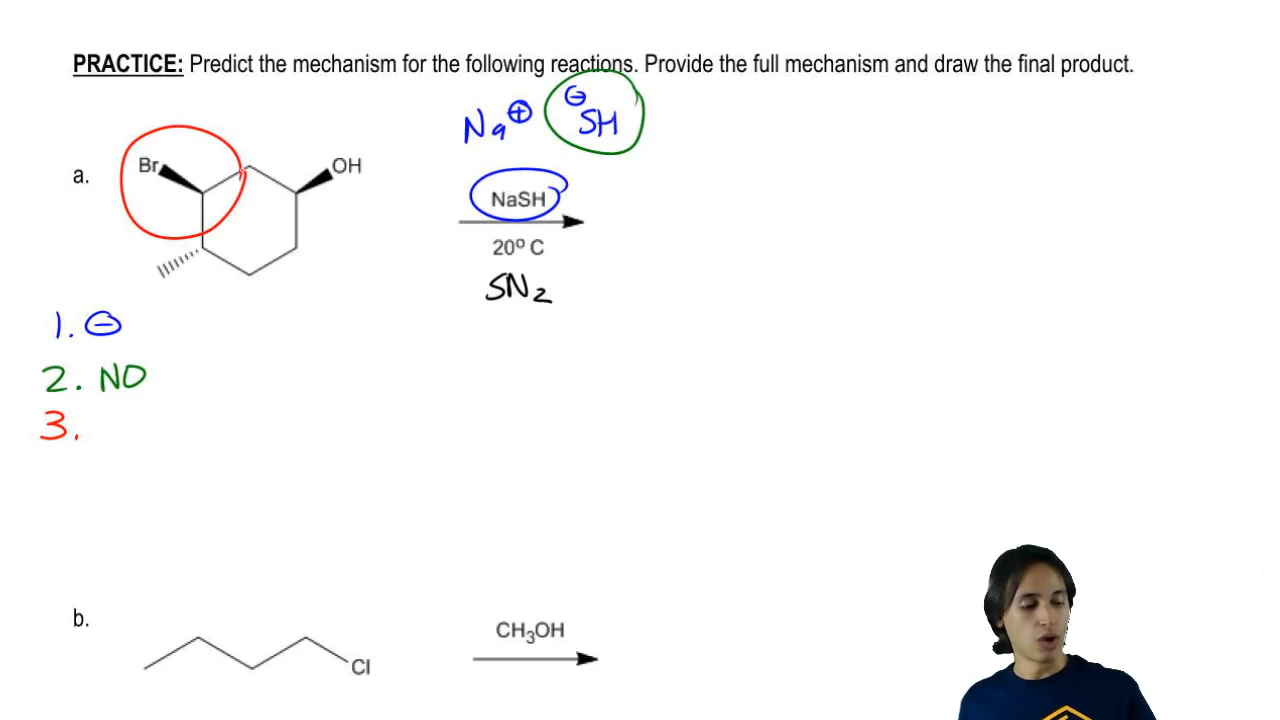 PRACTICE: Predict the mechanism for the following reactions. Provide the full mechanism and draw the final product.
Na⊕ ⊖SH
a.
Br
OH
NaSH
20⁰ C
SN2
1. ⊖
2. NO
3.
b.
CH₃OH
Cl